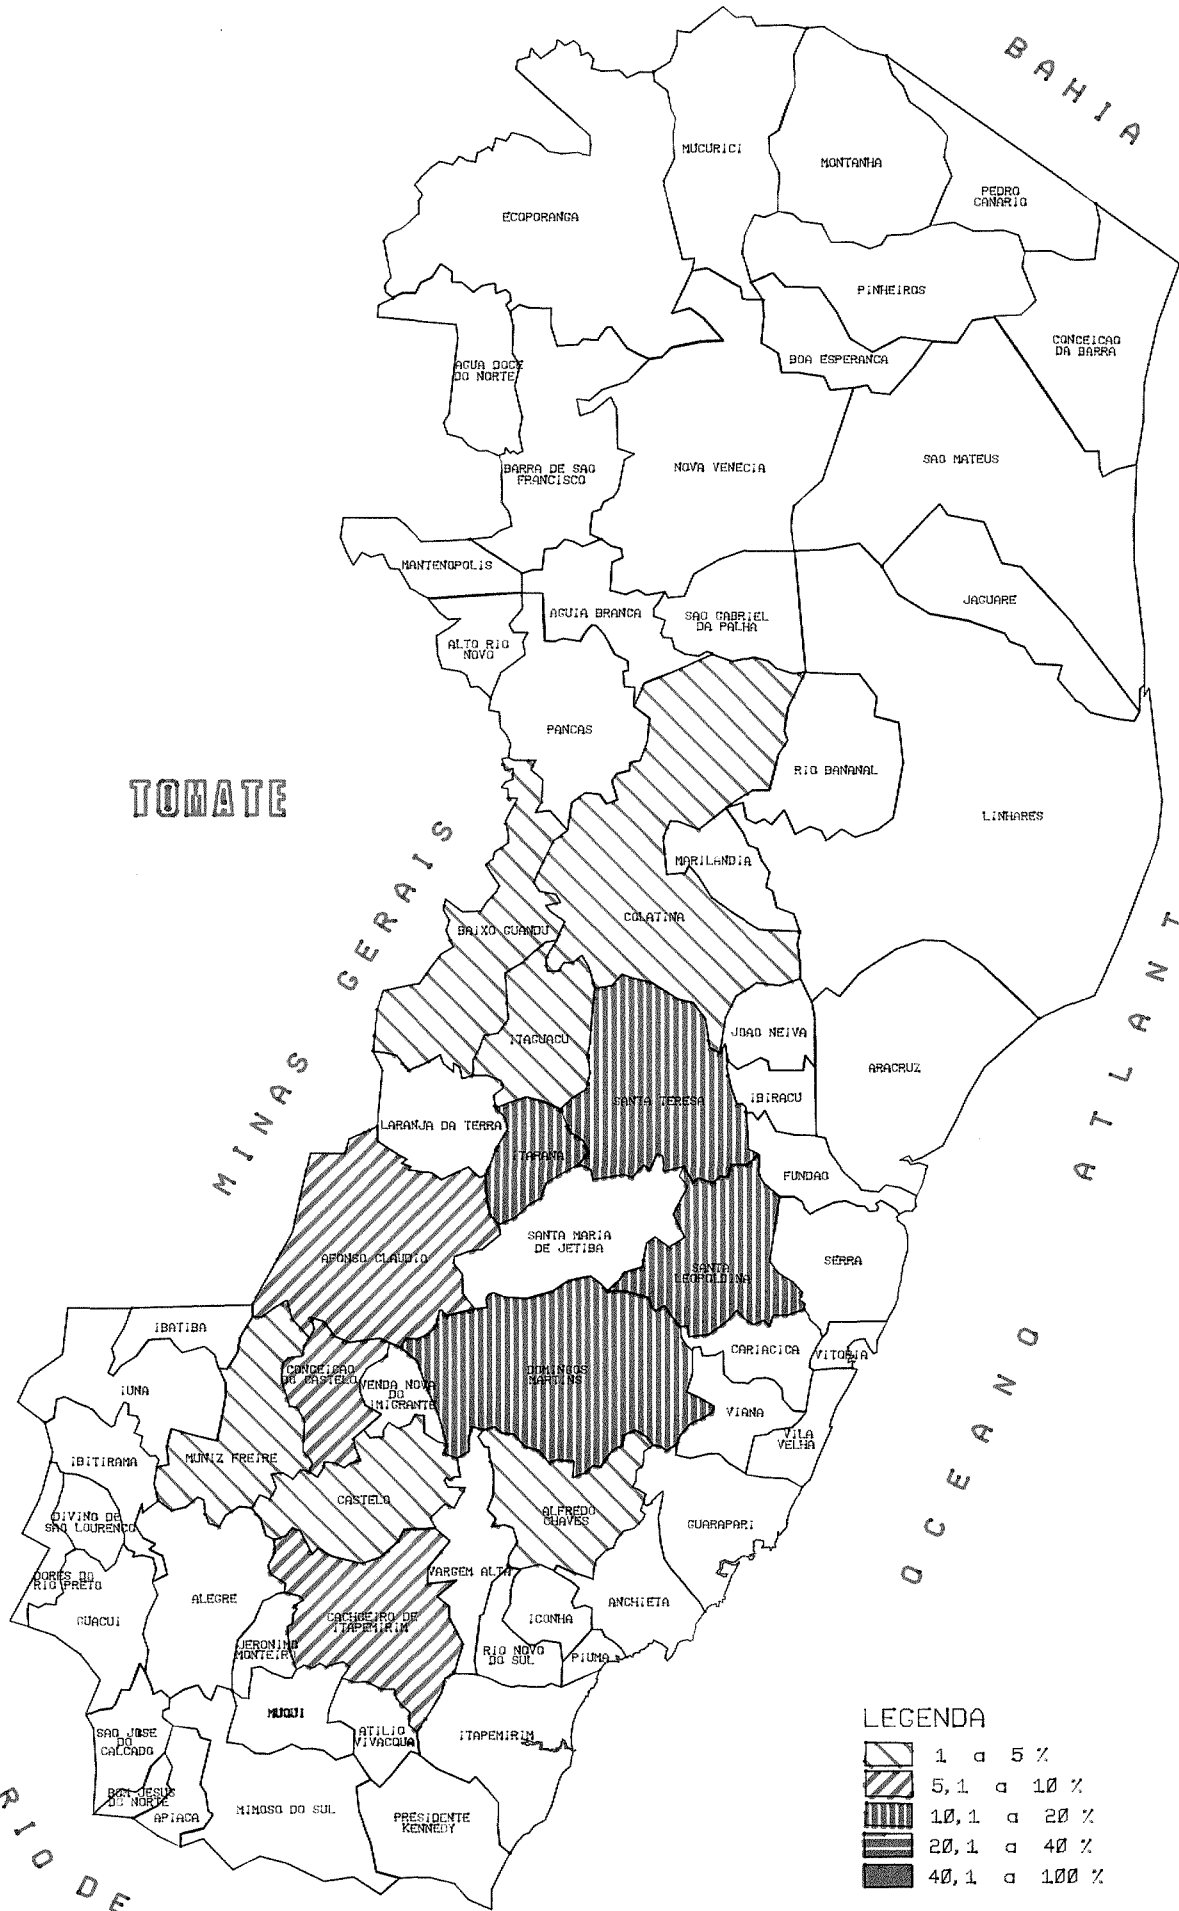 BAHIA
MUCURICI
MONTANHA
PEDRO
CANARIO
ECOPORANGA
PINHEIROS
CONCEICAO
DA BARRA
BOA ESPERANCA
AGUA DOCE
DO NORTE
BARRA DE SAO
FRANCISCO
NOVA VENECIA
SAO MATEUS
MANTENOPOLIS
AGUIA BRANCA
SAO GABRIEL
DA PALHA
JAGUARE
ALTO RIO
NOVO
PANCAS
RIO BANANAL
TOMATE
LINHARES
MINAS GERAIS
MARILANDIA
COLATINA
BAIXO GUANDU
OCEANO ATLANT
ITAGUACU
JOAO NEIVA
ARACRUZ
IBIRACU
SANTA TERESA
LARANJA DA TERRA
ITARANA
FUNDAO
SANTA MARIA
DE JETIBA
AFONSO CLAUDIO
SANTA
LEOPOLDINA
SERRA
IBATIBA
CARIACICA
VITORIA
CONCEICAO
DO CASTELO
VENDA NOVA
DO
IMIGRANTE
DOMINGOS
MARTINS
IUNA
VIANA
VILA
VELHA
IBITIRAMA
MUNIZ FREIRE
CASTELO
ALFREDO
CHAVES
GUARAPARI
DIVINO DE
SAO LOURENCO
DORES DO
RIO PRETO
VARGEM ALTA
GUACUI
ALEGRE
CACHOEIRO DE
ITAPEMIRIM
ICONHA
ANCHIETA
JERONIMO
MONTEIRO
RIO NOVO
DO SUL
PIUMA
MUQUI
SAO JOSE
DO
CALCADO
ATILIO
VIVACQUA
ITAPEMIRIM
BOM JESUS
DO NORTE
APIACA
MIMOSO DO SUL
PRESIDENTE
KENNEDY
RIO DE
LEGENDA
1 a 5 %
5,1 a 10 %
10,1 a 20 %
20,1 a 40 %
40,1 a 100 %